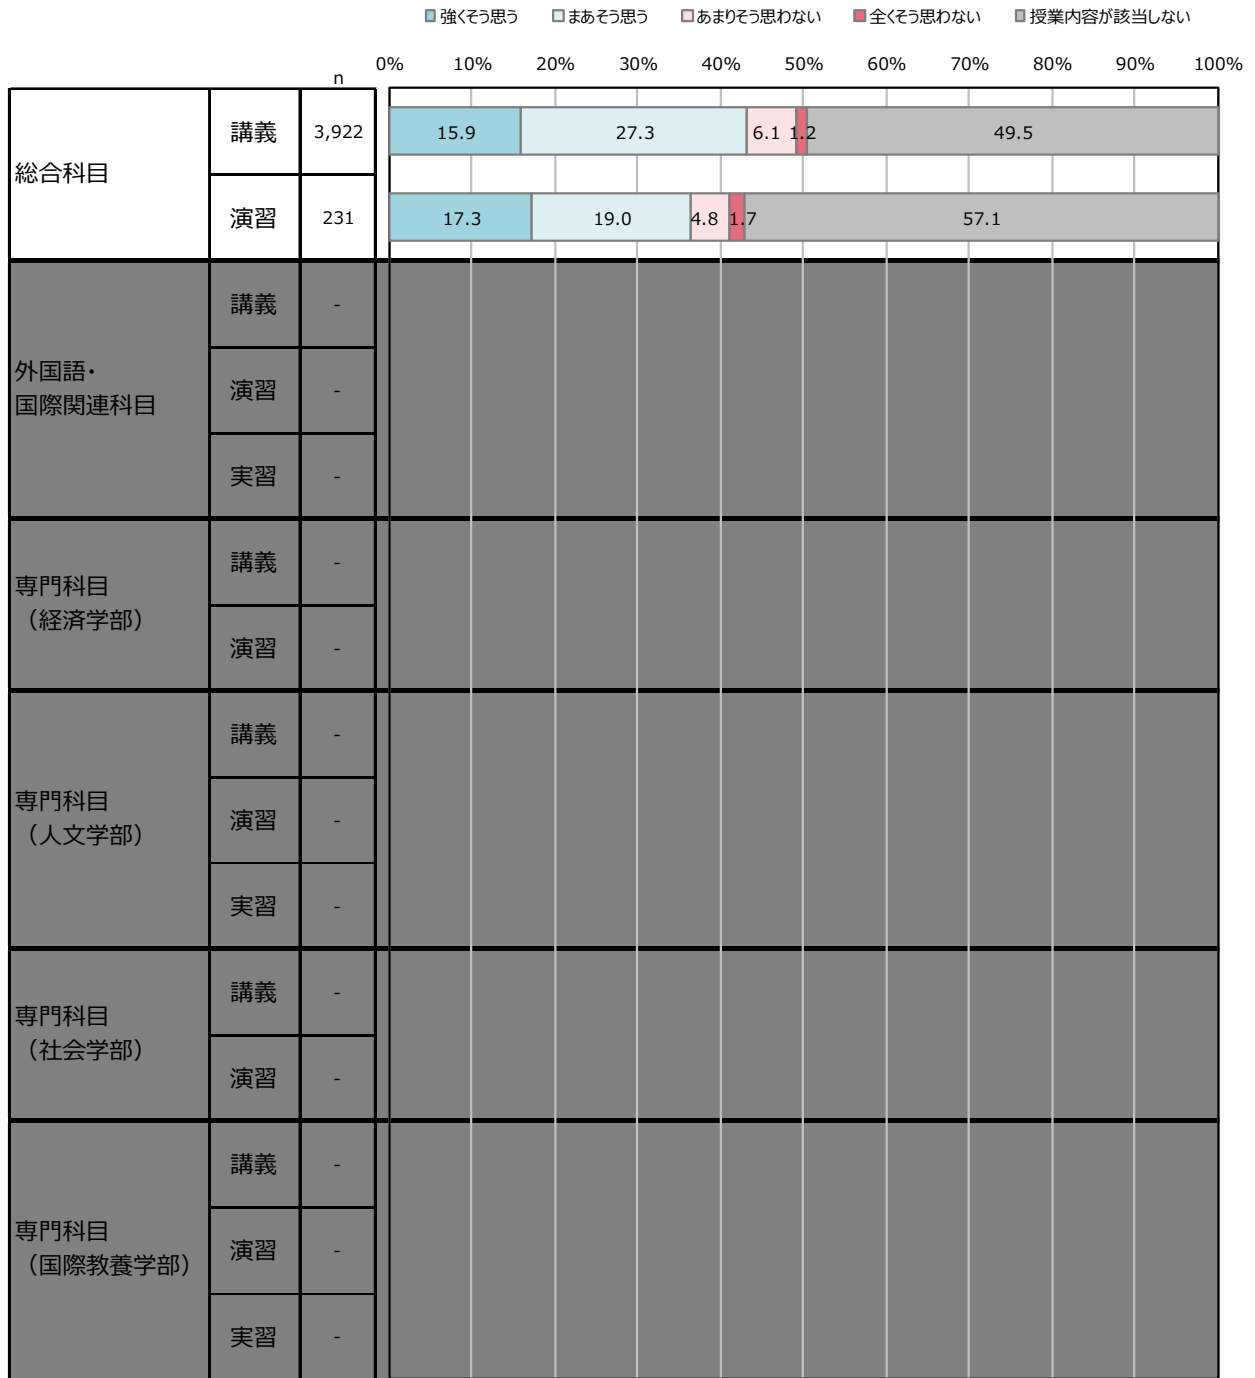 強くそう思う まあそう思う あまりそう思わない 全くそう思わない 授業内容が該当しない
n 0% 10% 20% 30% 40% 50% 60% 70% 80% 90% 100%
総合科目
講義 3,922 15.9 27.3 6.1 1.2 49.5
演習 231 17.3 19.0 4.8 1.7 57.1
外国語・
国際関連科目
講義 -
演習 -
実習 -
専門科目
（経済学部）
講義 -
演習 -
専門科目
（人文学部）
講義 -
演習 -
実習 -
専門科目
（社会学部）
講義 -
演習 -
専門科目
（国際教養学部）
講義 -
演習 -
実習 -